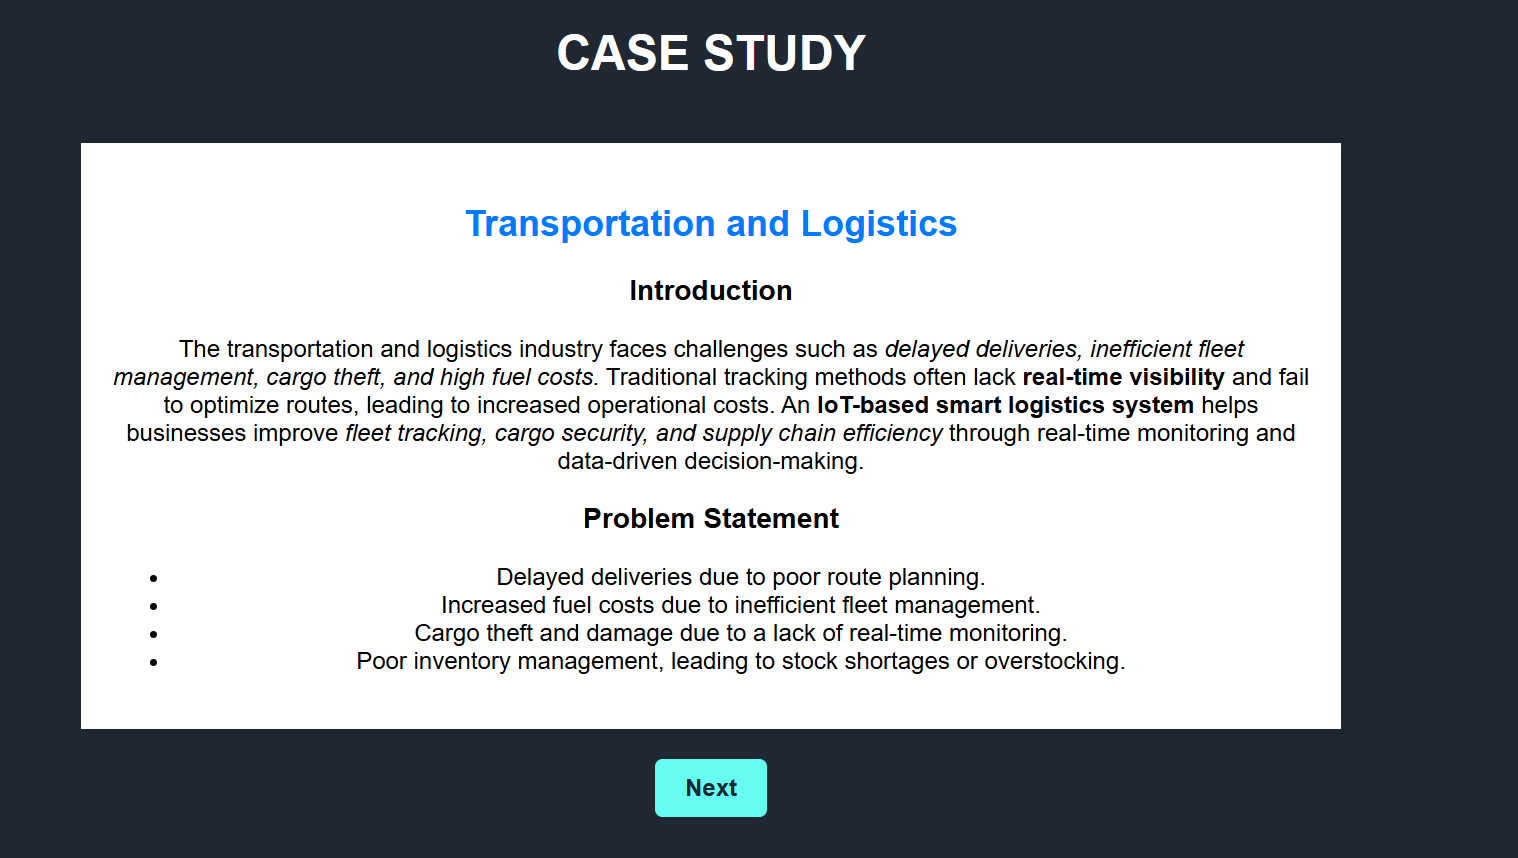 CASE STUDY
Transportation and Logistics
Introduction
The transportation and logistics industry faces challenges such as delayed deliveries, inefficient fleet
management, cargo theft, and high fuel costs. Traditional tracking methods often lack real-time visibility and fail
to optimize routes, leading to increased operational costs. An IoT-based smart logistics system helps
businesses improve fleet tracking, cargo security, and supply chain efficiency through real-time monitoring and
data-driven decision-making.
Problem Statement
• Delayed deliveries due to poor route planning.
• Increased fuel costs due to inefficient fleet management.
• Cargo theft and damage due to a lack of real-time monitoring.
• Poor inventory management, leading to stock shortages or overstocking.
Next